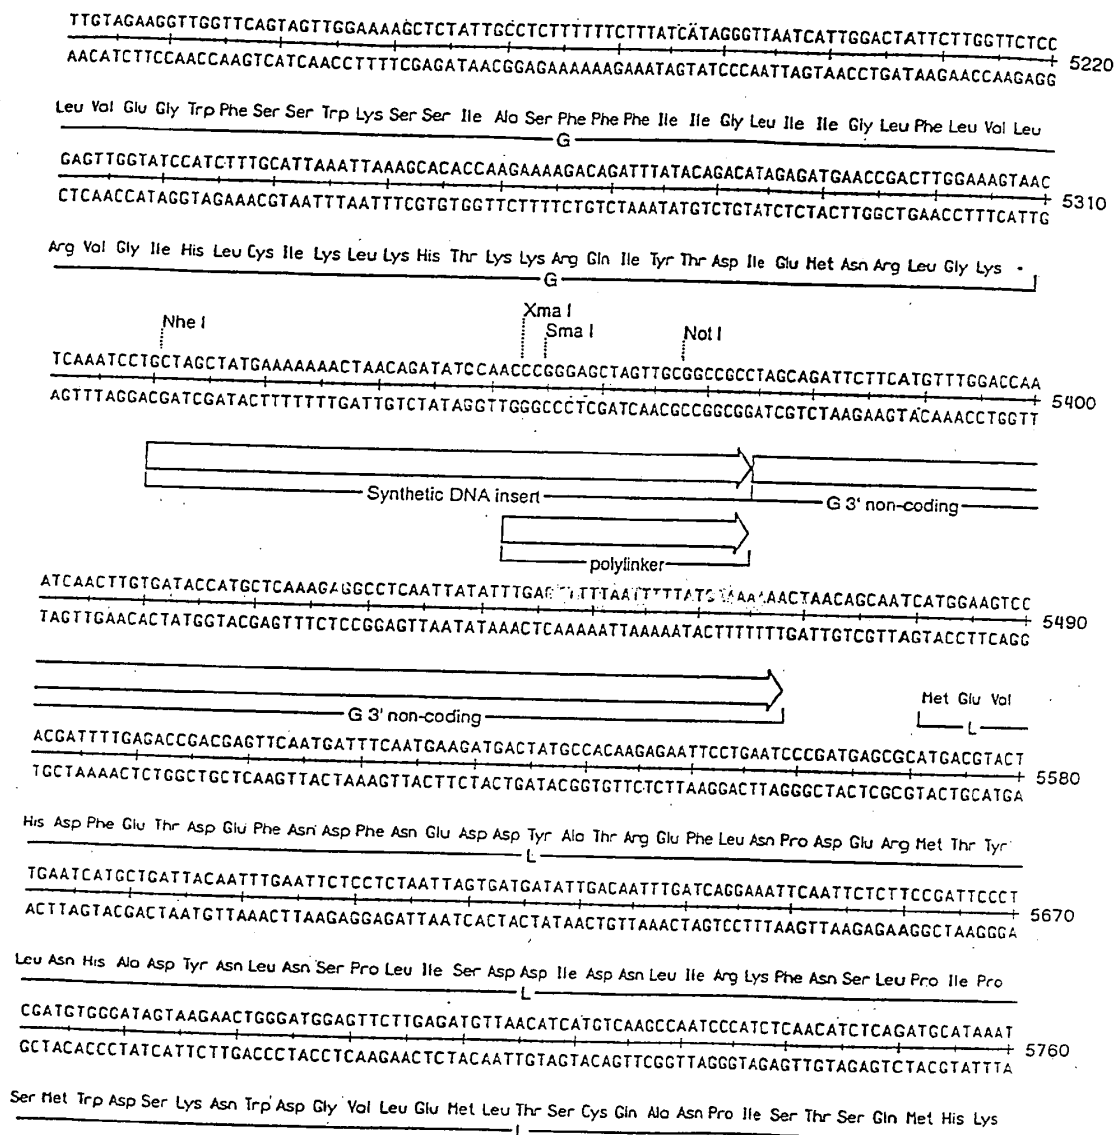 TTGTAGAAGGTTGGTTCAGTAGTTGGAAAAGCTCTATTGCCTCTTTTTTCTTTATCATAGGGTTAATCATTGGACTATTCTTGGTTCTCC
AACATCTTCCAACCAAGTCATCAACCTTTTCGAGATAACGGAGAAAAAAGAAATAGTATCCCAATTAGTAACCTGATAAGAACCAAGAGG
5220
Leu Val Glu Gly Trp Phe Ser Ser Trp Lys Ser Ser Ile Ala Ser Phe Phe Phe Ile Ile Gly Leu Ile Ile Gly Leu Phe Leu Val Leu
G
GAGTTGGTATCCATCTTTGCATTAAATTAAAGCACACCAAGAAAAGACAGATTTATACAGACATAGAGATGAACCGACTTGGAAAGTAAC
CTCAACCATAGGTAGAAACGTAATTTAATTTCGTGTGGTTCTTTTCTGTCTAAATATGTCTGTATCTCTACTTGGCTGAACCTTTCATTG
5310
Arg Val Gly Ile His Leu Cys Ile Lys Leu Lys His Thr Lys Lys Arg Gln Ile Tyr Thr Asp Ile Glu Met Asn Arg Leu Gly Lys ·
G
Nhe I
Xma I
Sma I
Not I
TCAAATCCTGCTAGCTATGAAAAAAACTAACAGATATCCAACCCGGGAGCTAGTTGCGGCCGCCTAGCAGATTCTTCATGTTTGGACCAA
AGTTTAGGACGATCGATACTTTTTTTGATTGTCTATAGGTTGGGCCCTCGATCAACGCCGGCGGATCGTCTAAGAAGTACAAACCTGGTT
5400
Synthetic DNA insert
G 3' non-coding
polylinker
ATCAACTTGTGATACCATGCTCAAAGAGGCCTCAATTATATTTGAG
AACTAACAGCAATCATGGAAGTCC
TAGTTGAACACTATGGTACGAGTTTCTCCGGAGTTAATATAAACTCAAAAATTAAAAATACTTTTTTTGATTGTCGTTAGTACCTTCAGG
5490
G 3' non-coding
Met Glu Val
L
ACGATTTTGAGACCGACGAGTTCAATGATTTCAATGAAGATGACTATGCCACAAGAGAATTCCTGAATCCCGATGAGCGCATGACGTACT
TGCTAAAACTCTGGCTGCTCAAGTTACTAAAGTTACTTCTACTGATACGGTGTTCTCTTAAGGACTTAGGGCTACTCGCGTACTGCATGA
5580
His Asp Phe Glu Thr Asp Glu Phe Asn Asp Phe Asn Glu Asp Asp Tyr Ala Thr Arg Glu Phe Leu Asn Pro Asp Glu Arg Met Thr Tyr
L
TGAATCATGCTGATTACAATTTGAATTCTCCTCTAATTAGTGATGATATTGACAATTTGATCAGGAAATTCAATTCTCTTCCGATTCCCT
ACTTAGTACGACTAATGTTAAACTTAAGAGGAGATTAATCACTACTATAACTGTTAAACTAGTCCTTTAAGTTAAGAGAAGGCTAAGGGA
5670
Leu Asn His Ala Asp Tyr Asn Leu Asn Ser Pro Leu Ile Ser Asp Asp Ile Asp Asn Leu Ile Arg Lys Phe Asn Ser Leu Pro Ile Pro
L
CGATGTGGGATAGTAAGAACTGGGATGGAGTTCTTGAGATGTTAACATCATGTCAAGCCAATCCCATCTCAACATCTCAGATGCATAAAT
GCTACACCCTATCATTCTTGACCCTACCTCAAGAACTCTACAATTGTAGTACAGTTCGGTTAGGGTAGAGTTGTAGAGTCTACGTATTTA
5760
Ser Met Trp Asp Ser Lys Asn Trp Asp Gly Val Leu Glu Met Leu Thr Ser Cys Gln Ala Asn Pro Ile Ser Thr Ser Gln Met His Lys
L